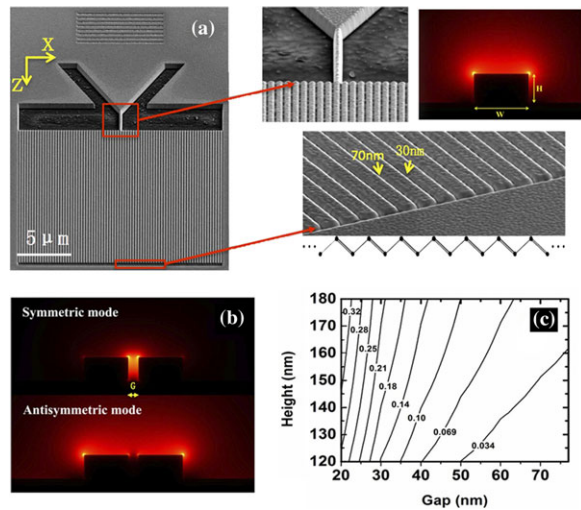 (a)
X
Z
5 μm
H
W
70nm
30nm
... ...
(b)
Symmetric mode
G
Antisymmetric mode
(c)
180
170
160
150
140
130
120
Height (nm)
0.32
0.28
0.25
0.21
0.18
0.14
0.10
0.069
0.034
20 30 40 50 60 70
Gap (nm)